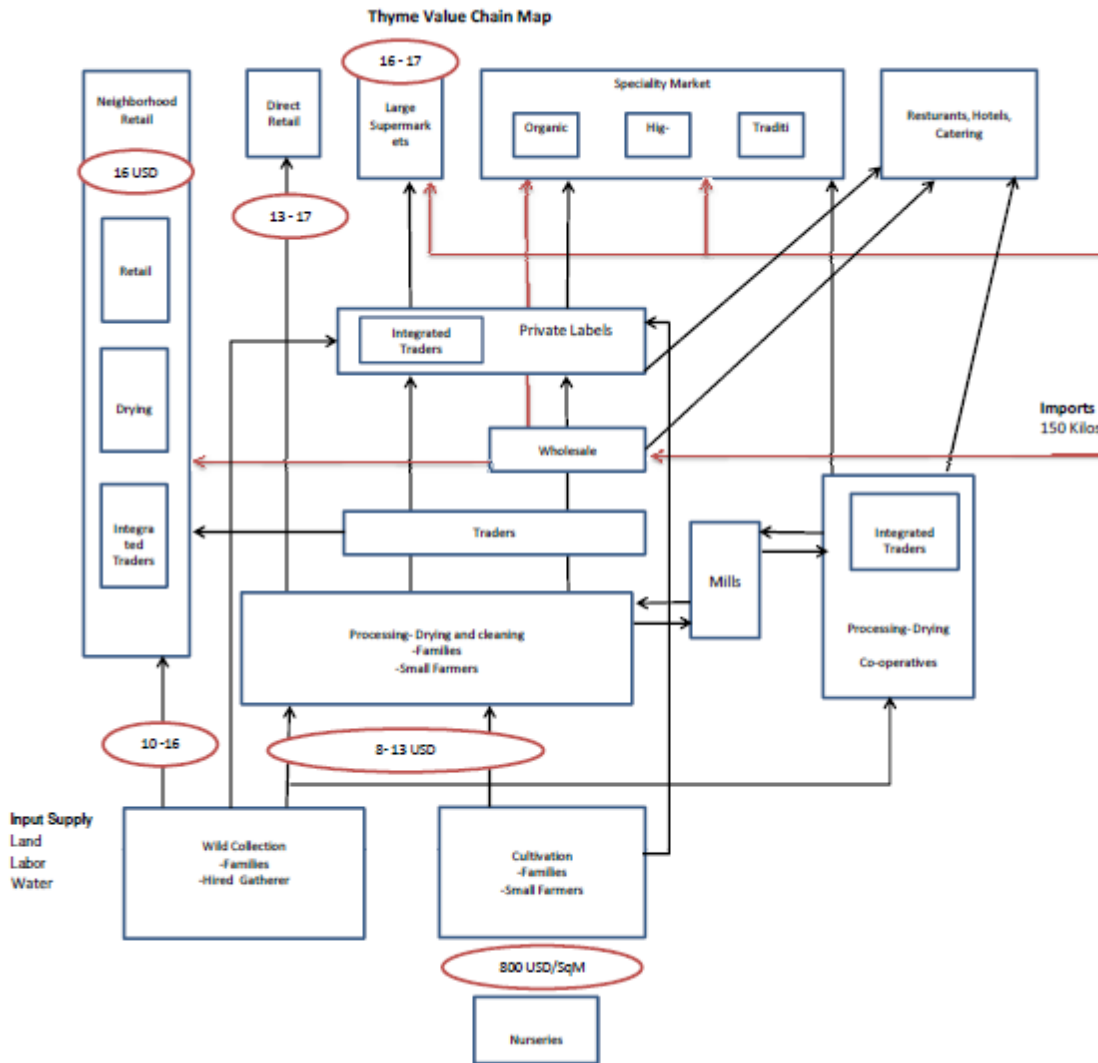 Thyme Value Chain Map
Neighborhood
Retail
16 USD
Retail
Drying
Integra
ted
Traders
Direct
Retail
13 - 17
16 - 17
Large
Supermark
ets
Speciality Market
Organic
Hig-
Traditi
Resturants, Hotels,
Catering
Integrated
Traders
Private Labels
Wholesale
Imports
150 Kilos
Traders
Mills
Integrated
Traders
Processing- Drying
Co-operatives
Processing- Drying and cleaning
-Families
-Small Farmers
10 -16
8- 13 USD
Input Supply
Land
Labor
Water
Wild Collection
-Families
-Hired Gatherer
Cultivation
-Families
-Small Farmers
800 USD/SqM
Nurseries